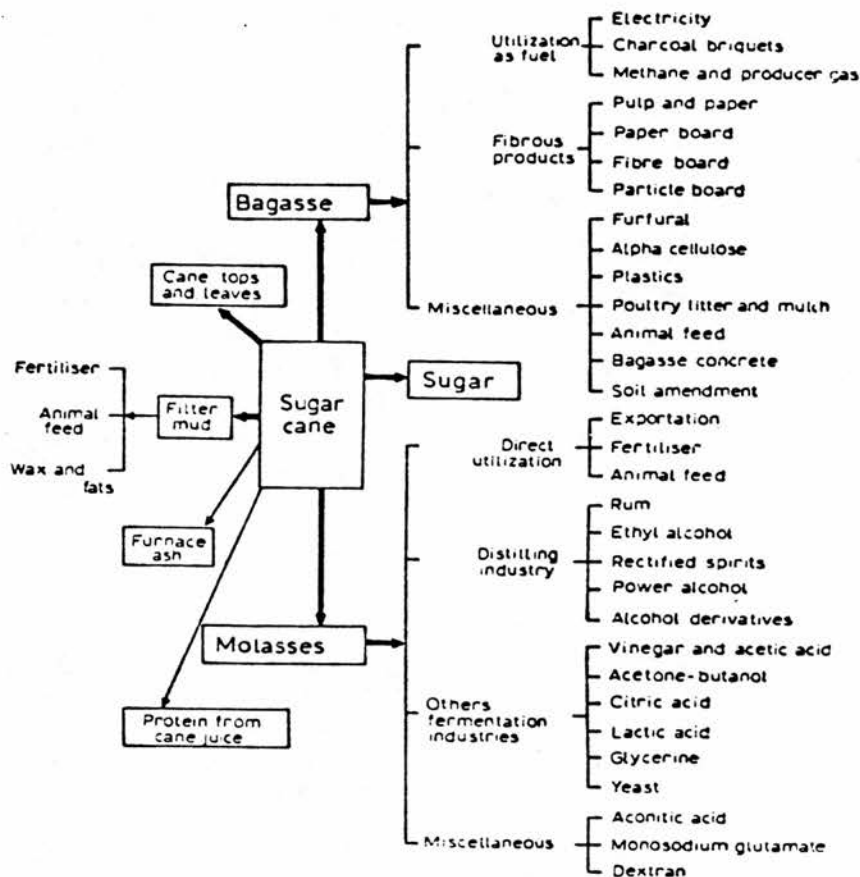 Electricity
Utilization
as fuel
Charcoal briquets
Methane and producer gas
Pulp and paper
Fibrous
products
Paper board
Fibre board
Particle board
Bagasse
Furfural
Alpha cellulose
Plastics
Miscellaneous
Poultry litter and mulch
Animal feed
Bagasse concrete
Soil amendment
Cane tops
and leaves
Sugar
cane
Sugar
Fertiliser
Animal
feed
Wax and
fats
Filter
mud
Furnace
ash
Protein from
cane juice
Molasses
Direct
utilization
Exportation
Fertiliser
Animal feed
Distilling
industry
Rum
Ethyl alcohol
Rectified spirits
Power alcohol
Alcohol derivatives
Others
fermentation
industries
Vinegar and acetic acid
Acetone-butanol
Citric acid
Lactic acid
Glycerine
Yeast
Miscellaneous
Aconitic acid
Monosodium glutamate
Dextran